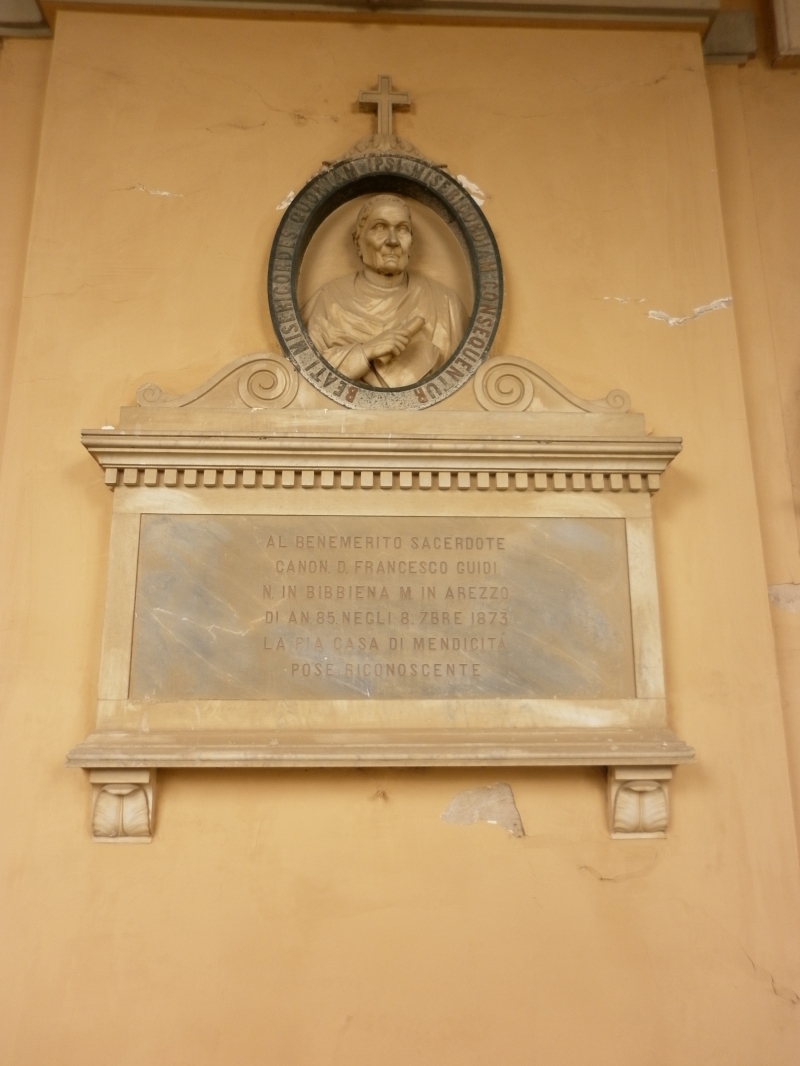 BEATI MISERICORDES QUONIAM IPSI MISERICORDIAM CONSEQUENTUR
AL BENEMERITO SACERDOTE
CANON. D. FRANCESCO GUIDI
N. IN BIBBIENA M. IN AREZZO
DI AN. 85. NEGLI 8. 7BRE 1873
LA PIA CASA DI MENDICITÀ
POSE RICONOSCENTE